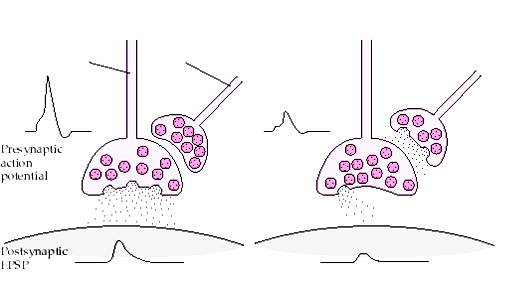 Presynaptic
action
potential
Postsynaptic
EPSP